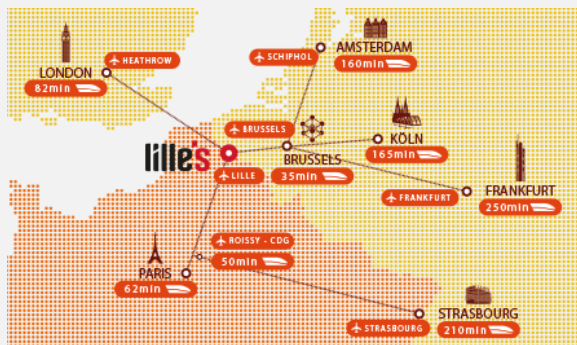 HEATHROW
LONDON
82min
SCHIPHOL
AMSTERDAM
160min
BRUSSELS
BRUSSELS
35min
KÖLN
165min
lille's
LILLE
FRANKFURT
FRANKFURT
250min
ROISSY - CDG
50min
PARIS
62min
STRASBOURG
STRASBOURG
210min